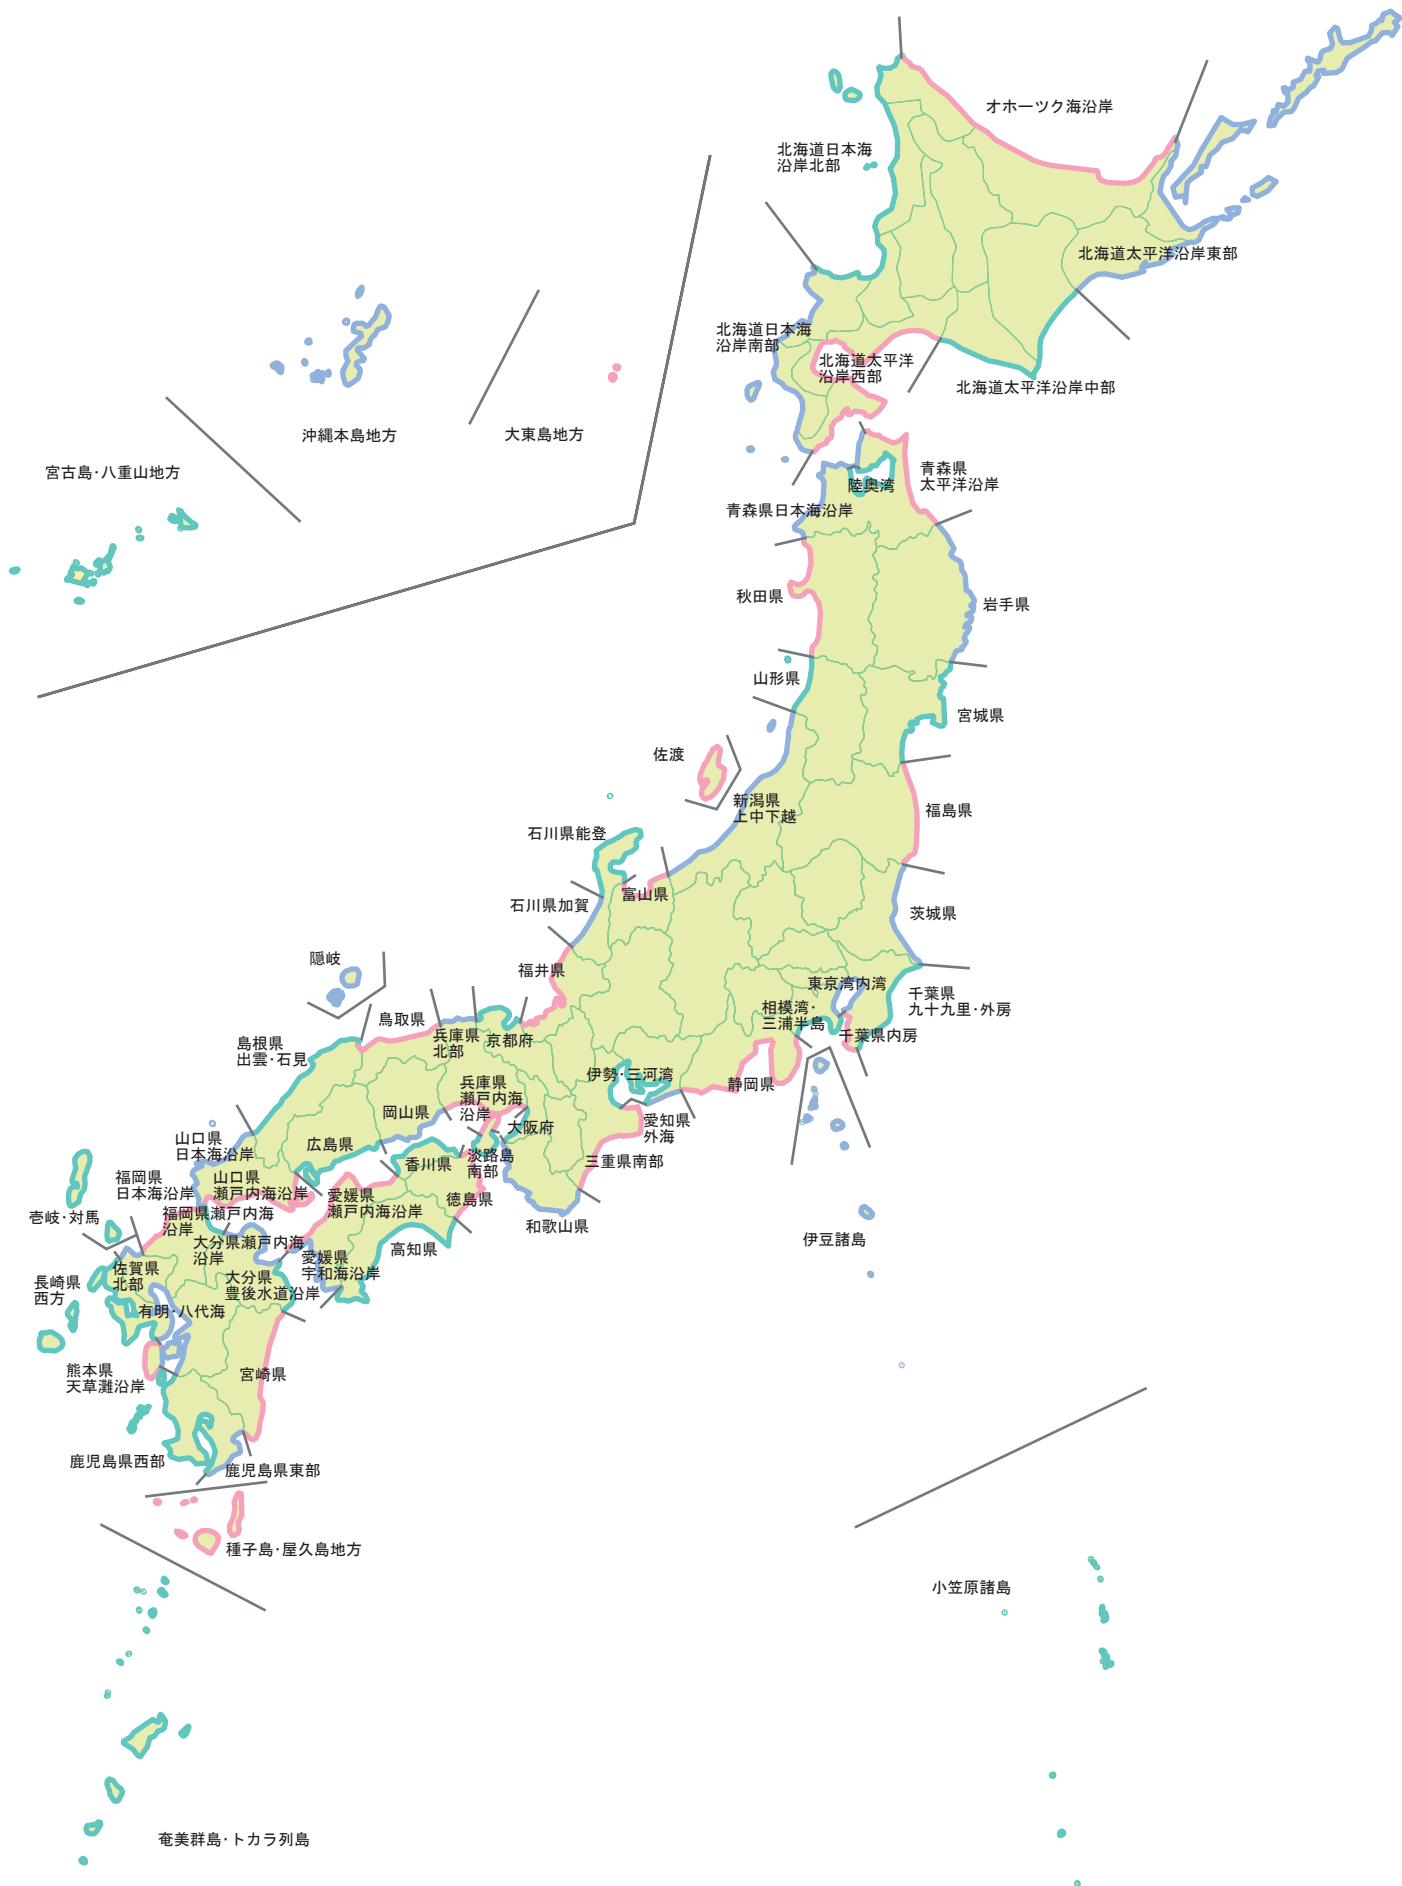 オホーツク海沿岸
北海道日本海
沿岸北部
北海道太平洋沿岸東部
北海道日本海
沿岸南部
北海道太平洋
沿岸西部
北海道太平洋沿岸中部
沖縄本島地方
大東島地方
宮古島・八重山地方
青森県
太平洋沿岸
陸奥湾
青森県日本海沿岸
秋田県
岩手県
山形県
宮城県
佐渡
新潟県
上中下越
福島県
石川県能登
富山県
石川県加賀
茨城県
隠岐
福井県
東京湾内湾
千葉県
九十九里・外房
相模湾・
三浦半島
千葉県内房
鳥取県
兵庫県
北部
京都府
島根県
出雲・石見
伊勢・三河湾
静岡県
兵庫県
瀬戸内海
沿岸
岡山県
大阪府
愛知県
外海
広島県
山口県
日本海沿岸
香川県
淡路島
南部
三重県南部
福岡県
日本海沿岸
山口県
瀬戸内海沿岸
愛媛県
瀬戸内海沿岸
徳島県
壱岐・対馬
福岡県瀬戸内海
沿岸
和歌山県
伊豆諸島
大分県瀬戸内海
沿岸
高知県
愛媛県
宇和海沿岸
佐賀県
北部
大分県
豊後水道沿岸
長崎県
西方
有明・八代海
熊本県
天草灘沿岸
宮崎県
鹿児島県西部
鹿児島県東部
種子島・屋久島地方
小笠原諸島
奄美群島・トカラ列島